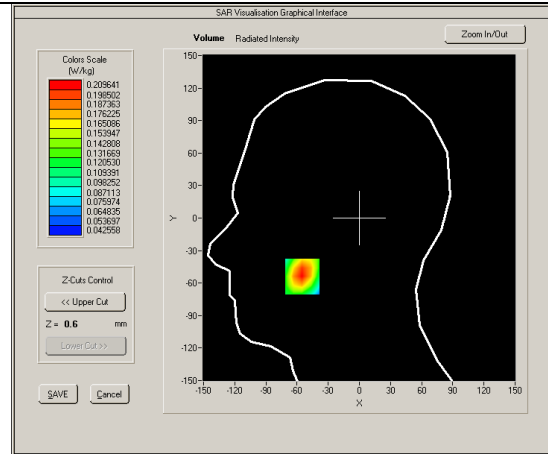 SAR Visualisation Graphical Interface
Volume Radiated Intensity
Zoom In/Out
Colors Scale
(W/kg)
0.209641
0.198502
0.187363
0.176225
0.165086
0.153947
0.142808
0.131669
0.120530
0.109391
0.098252
0.087113
0.075974
0.064835
0.053697
0.042558
Z-Cuts Control
<< Upper Cut
Z = 0.6 mm
Lower Cut >>
SAVE Cancel
150
120
90
60
30
0
-30
-60
-90
-120
-150
Y
-150 -120 -90 -60 -30 0 30 60 90 120 150
X